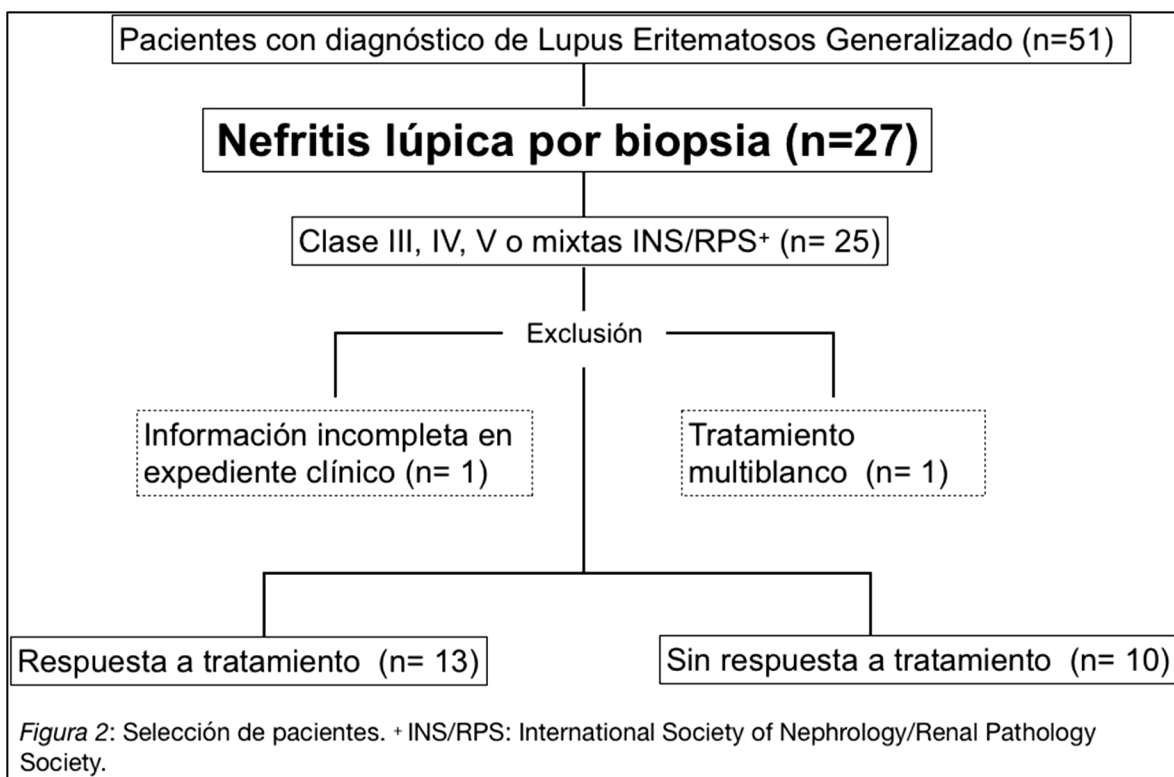 Pacientes con diagnóstico de Lupus Eritematosos Generalizado (n=51)
Nefritis lúpica por biopsia (n=27)
Clase III, IV, V o mixtas INS/RPS⁺ (n= 25)
Exclusión
Información incompleta en
expediente clínico (n= 1)
Tratamiento
multiblanco (n= 1)
Respuesta a tratamiento (n= 13)
Sin respuesta a tratamiento (n= 10)
Figura 2: Selección de pacientes. ⁺ INS/RPS: International Society of Nephrology/Renal Pathology
Society.